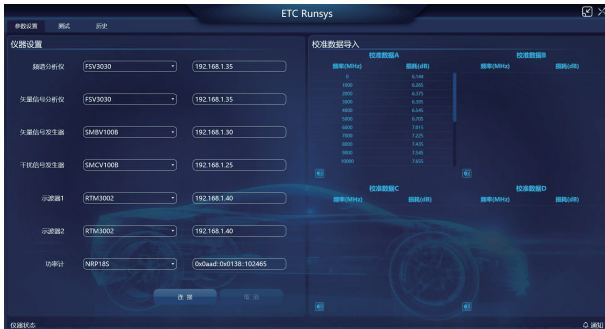 ETC Runsys
参数设置 测试 历史
仪器设置
频谱分析仪 FSV3030 192.168.1.35
矢量信号分析仪 FSV3030 192.168.1.35
矢量信号发生器 SMBV100B 192.168.1.30
干扰信号发生器 SMCV100B 192.168.1.25
示波器1 RTM3002 192.168.1.40
示波器2 RTM3002 192.168.1.40
功率计 NRP18S 0x0aad::0x0138::102465
连 接
校准数据导入
校准数据A
频率(MHz) 损耗(dB)
0 6.144
1000 6.265
2000 6.375
3000 6.395
4000 6.545
5000 6.705
6000 7.015
7000 7.225
8000 7.435
9000 7.545
10000 7.655
校准数据B
频率(MHz) 损耗(dB)
校准数据C
频率(MHz) 损耗(dB)
校准数据D
频率(MHz) 损耗(dB)
仪器状态
通知